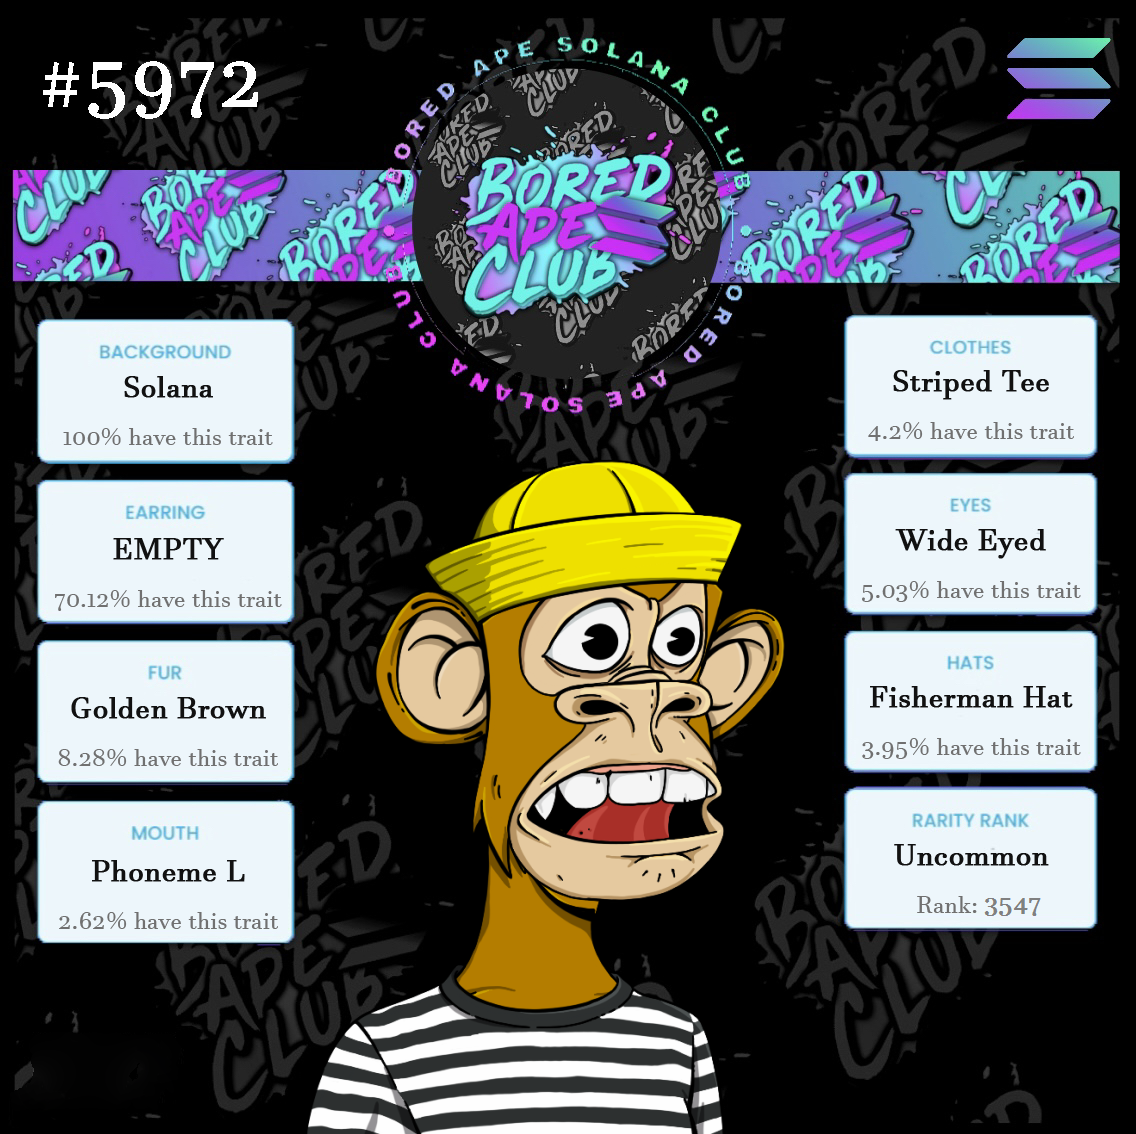 #5972
BORED APE SOLANA CLUB
BORED APE SOLANA CLUB
BORED
APE
CLUB
BACKGROUND
Solana
100% have this trait
EARRING
EMPTY
70.12% have this trait
FUR
Golden Brown
8.28% have this trait
MOUTH
Phoneme L
2.62% have this trait
CLOTHES
Striped Tee
4.2% have this trait
EYES
Wide Eyed
5.03% have this trait
HATS
Fisherman Hat
3.95% have this trait
RARITY RANK
Uncommon
Rank: 3547